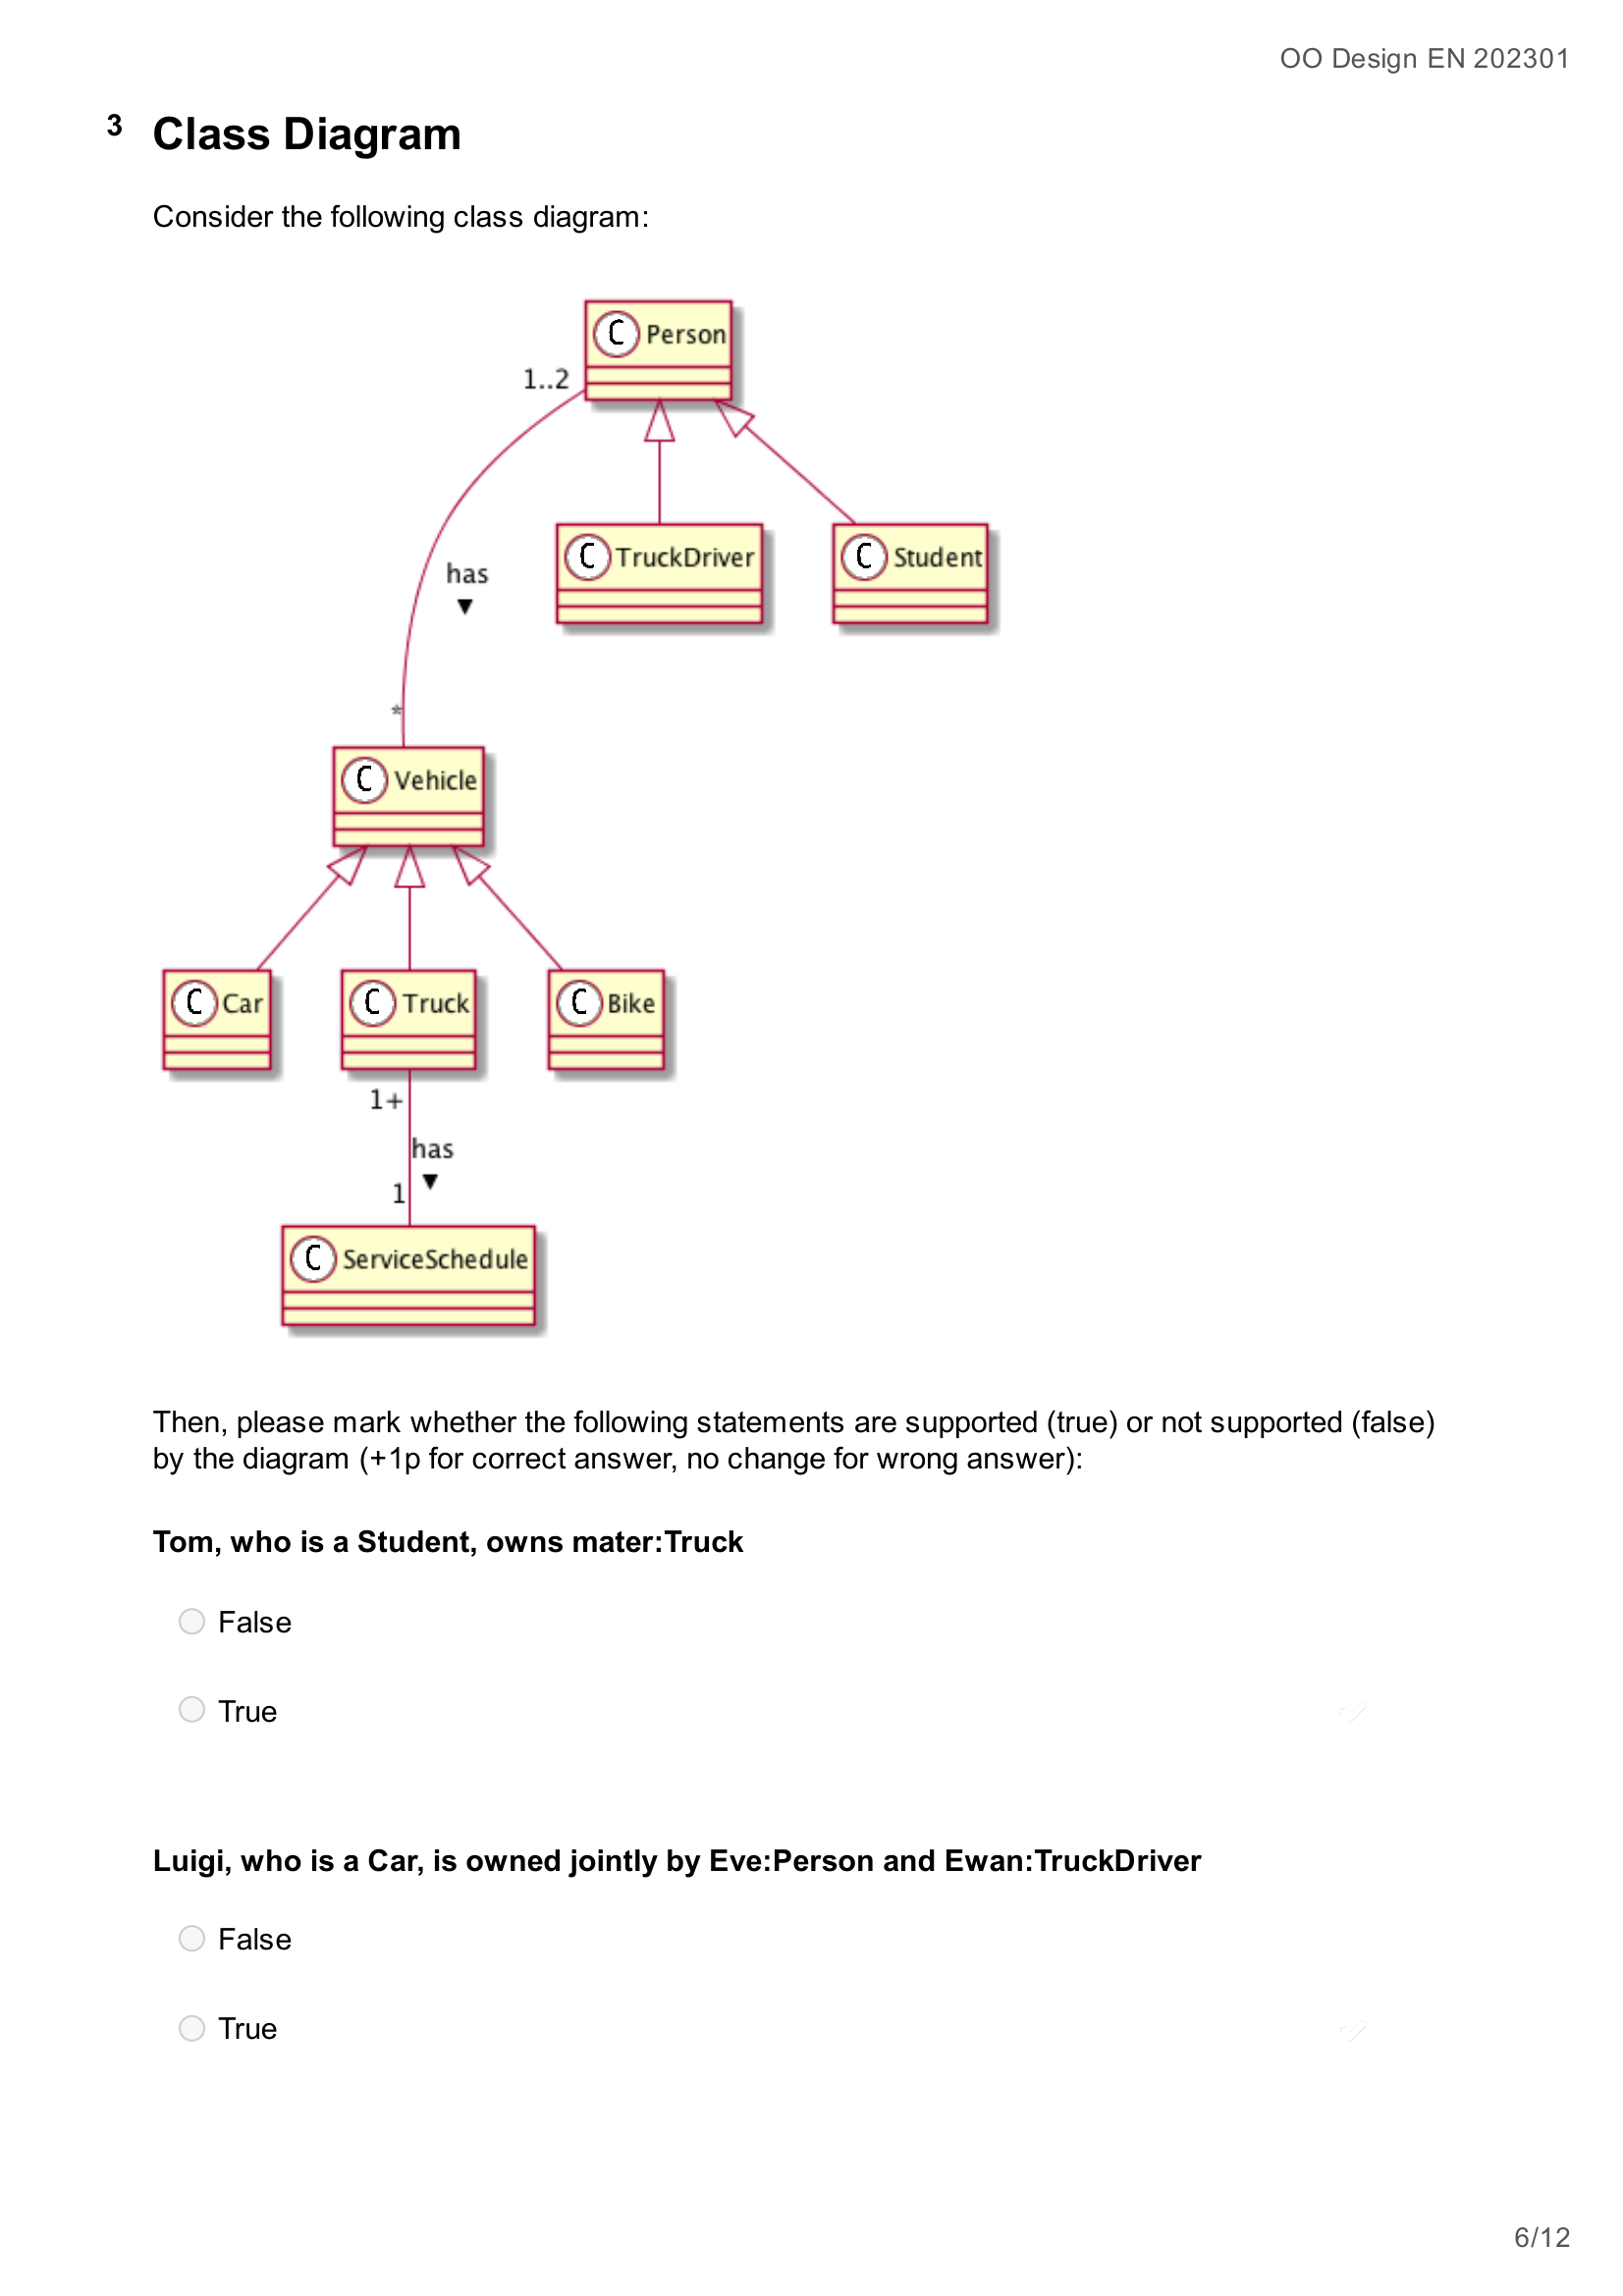 OO Design EN 202301
3 Class Diagram
Consider the following class diagram:
C Person
1..2
C TruckDriver
C Student
has
▼
*
C Vehicle
C Car
C Truck
C Bike
1+
has
▼
1
C ServiceSchedule
Then, please mark whether the following statements are supported (true) or not supported (false)
by the diagram (+1p for correct answer, no change for wrong answer):
Tom, who is a Student, owns mater:Truck
False
True
Luigi, who is a Car, is owned jointly by Eve:Person and Ewan:TruckDriver
False
True
6/12